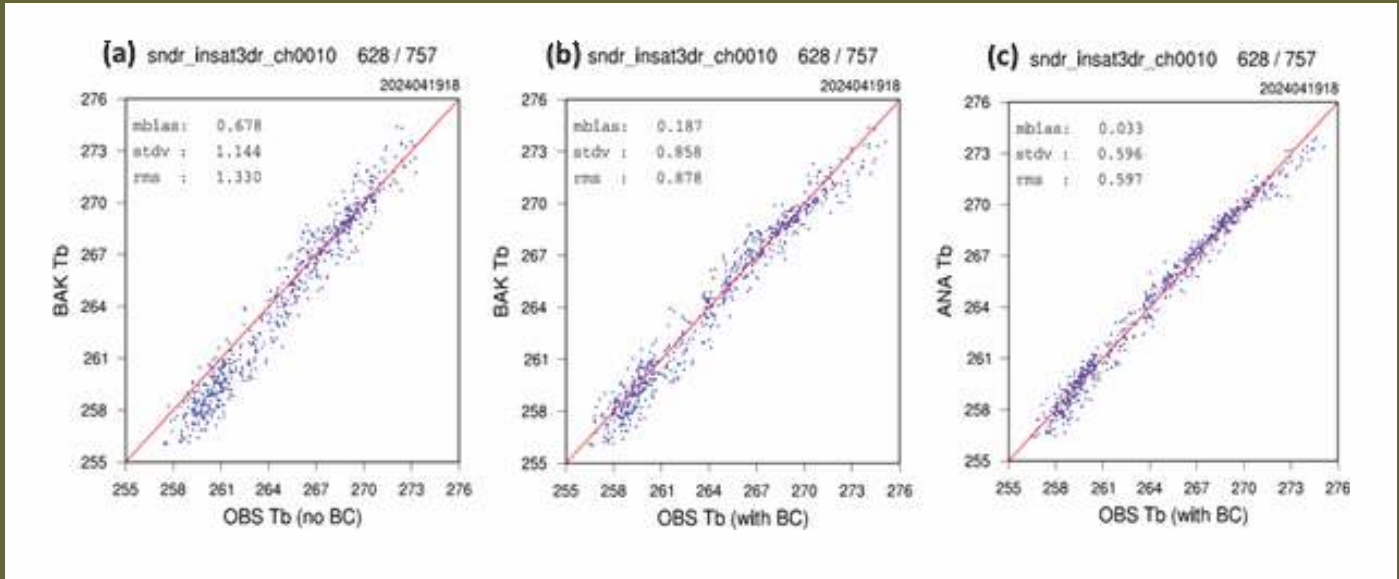 (a) sndr_insat3dr_ch0010 628 / 757
2024041918
mbias: 0.678
stdv : 1.144
rms : 1.330
276
273
270
267
264
261
258
255
BAK Tb
255 258 261 264 267 270 273 276
OBS Tb (no BC)
(b) sndr_insat3dr_ch0010 628 / 757
2024041918
mbias: 0.187
stdv : 0.858
rms : 0.878
276
273
270
267
264
261
258
255
BAK Tb
255 258 261 264 267 270 273 276
OBS Tb (with BC)
(c) sndr_insat3dr_ch0010 628 / 757
2024041918
mbias: 0.033
stdv : 0.596
rms : 0.597
276
273
270
267
264
261
258
255
ANA Tb
255 258 261 264 267 270 273 276
OBS Tb (with BC)